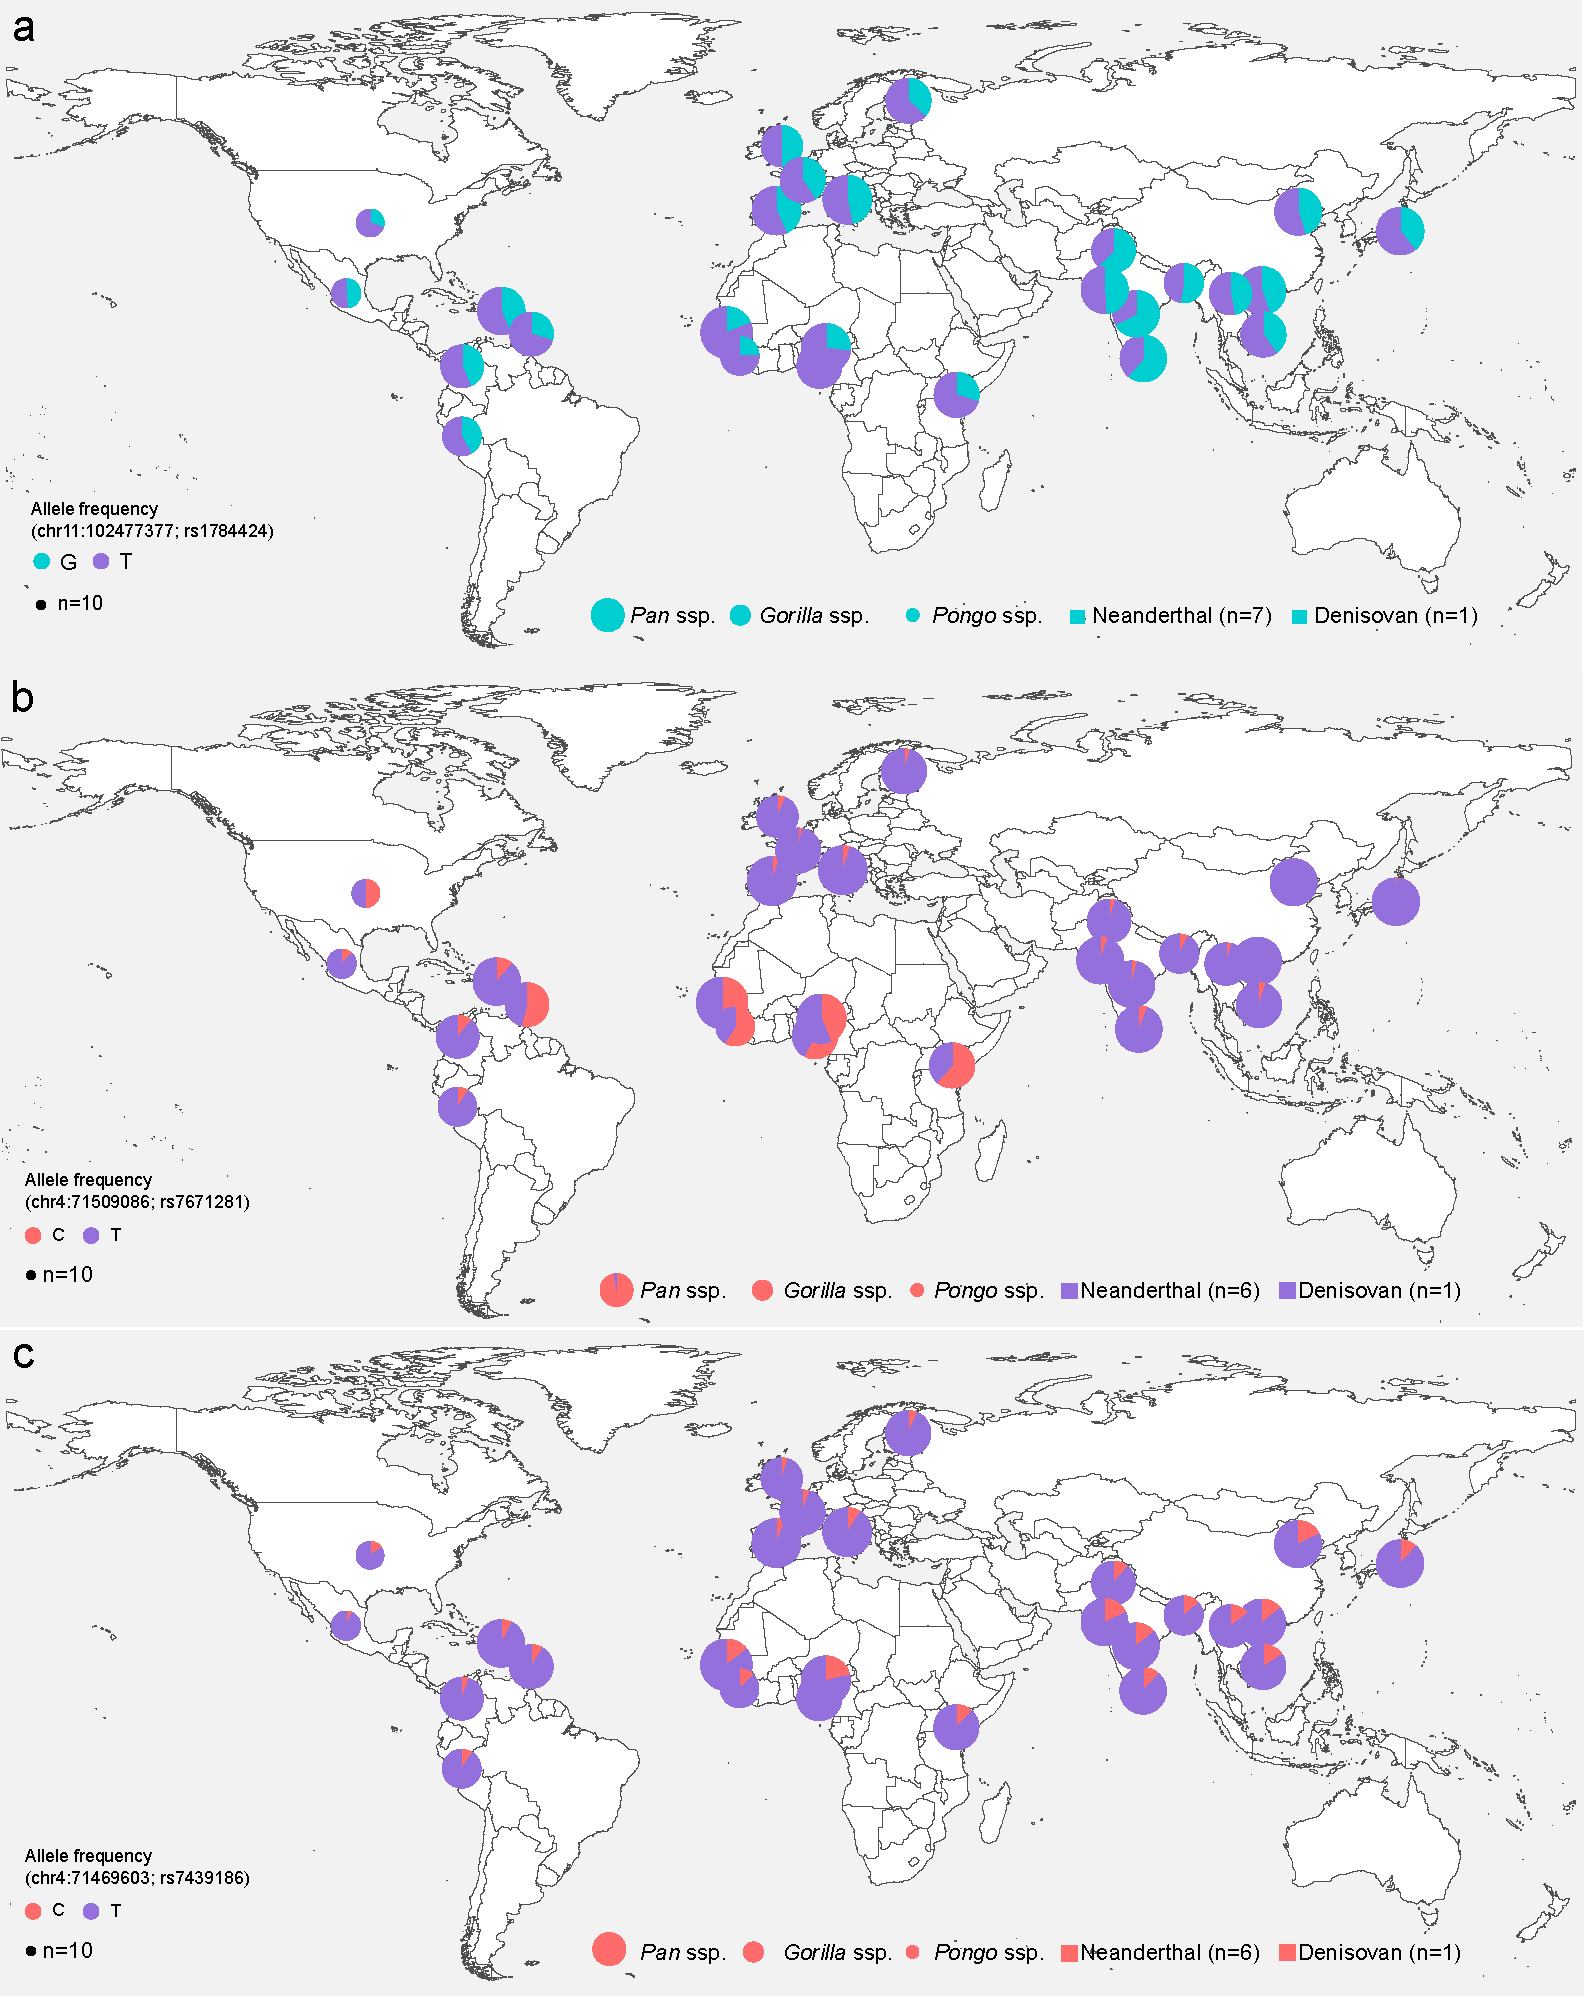 a
Allele frequency
(chr11:102477377; rs1784424)
G T
n=10
Pan ssp. Gorilla ssp. Pongo ssp. Neanderthal (n=7) Denisovan (n=1)
b
Allele frequency
(chr4:71509086; rs7671281)
C T
n=10
Pan ssp. Gorilla ssp. Pongo ssp. Neanderthal (n=6) Denisovan (n=1)
c
Allele frequency
(chr4:71469603; rs7439186)
C T
n=10
Pan ssp. Gorilla ssp. Pongo ssp. Neanderthal (n=6) Denisovan (n=1)